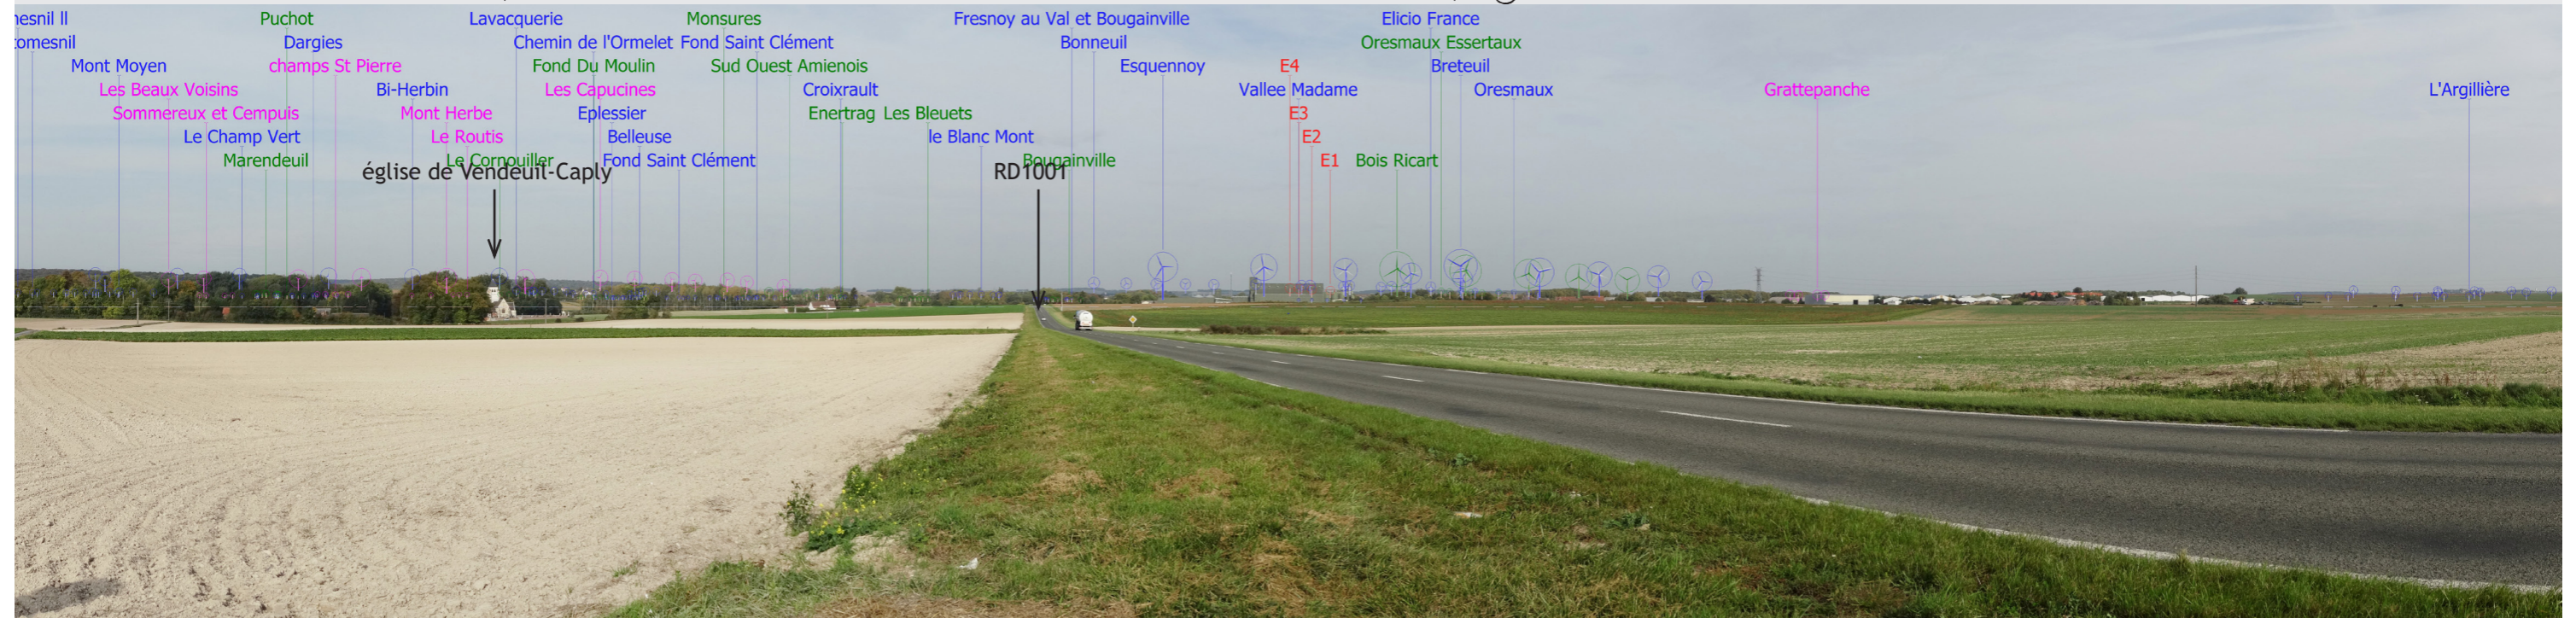 Puchot Lavacquerie Monsures Fresnoy au Val et Bougainville Elicio France
Dargies Chemin de l'Ormelet Fond Saint Clément Bonneuil Oresmaux Essertaux
Mont Moyen champs St Pierre Fond Du Moulin Sud Ouest Amienois Esquennoy E4 Breteuil
Les Beaux Voisins Bi-Herbin Les Capucines Croixrault Vallee Madame Oresmaux Grattepanche L'Argillière
Sommereux et Cempuis Mont Herbe Eplessier Enertrag Les Bleuets E3
Le Champ Vert Le Routis Belleuse le Blanc Mont E2
Marendeuil Le Cornouiller Fond Saint Clément Bougainville E1 Bois Ricart
église de Vendeuil-Caply RD1001